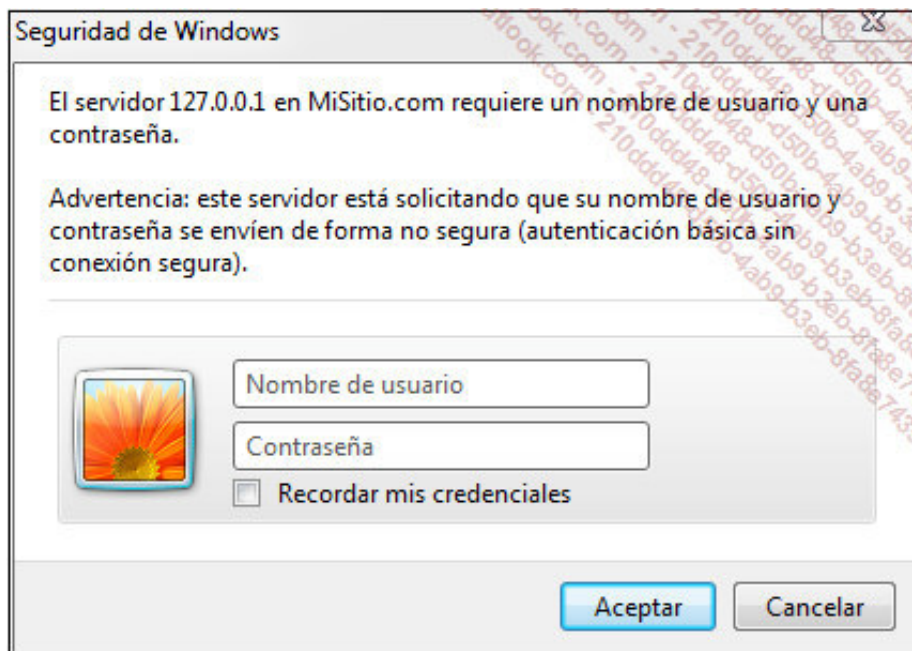 Seguridad de Windows
El servidor 127.0.0.1 en MiSitio.com requiere un nombre de usuario y una
contraseña.
Advertencia: este servidor está solicitando que su nombre de usuario y
contraseña se envíen de forma no segura (autenticación básica sin
conexión segura).
Nombre de usuario
Contraseña
Recordar mis credenciales
Aceptar
Cancelar